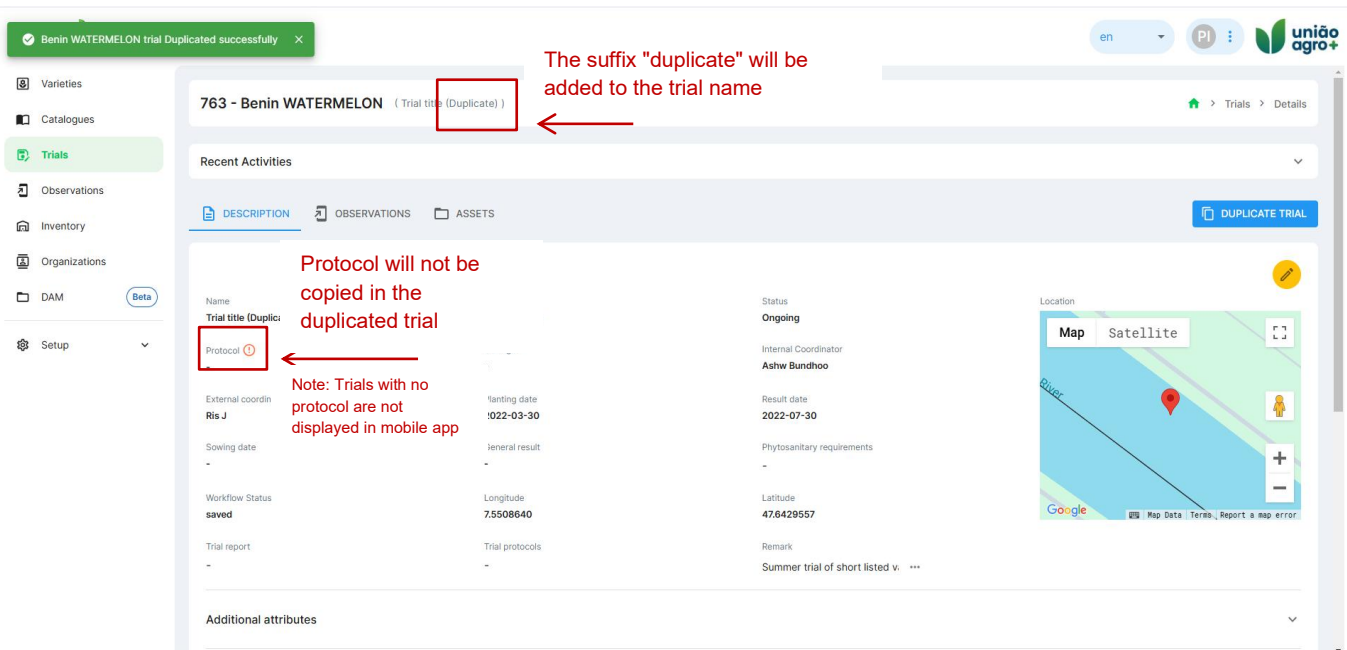 Benin WATERMELON trial Duplicated successfully
en
PI
união
agro+
The suffix "duplicate" will be
added to the trial name
Varieties
Catalogues
Trials
Observations
Inventory
Organizations
DAM
Beta
Setup
763 - Benin WATERMELON ( Trial title (Duplicate) )
Trials > Details
Recent Activities
DESCRIPTION
OBSERVATIONS
ASSETS
DUPLICATE TRIAL
Protocol will not be
copied in the
duplicated trial
Name
Trial title
Status
Ongoing
Location
Protocol
-
Internal Coordinator
Ashw Bundhoo
Note: Trials with no
protocol are not
displayed in mobile app
External
Ris J
date
2022-03-30
Result date
2022-07-30
Sowing date
-
result
-
Phytosanitary requirements
-
Workflow Status
saved
Longitude
7.5508640
Latitude
47.6429557
Trial report
-
Trial protocols
-
Remark
Summer trial of short listed
Map
Satellite
River
Google
Map Data
Terms
Report a map error
Additional attributes